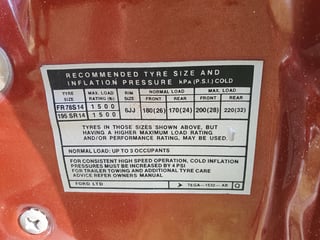 RECOMMENDED TYRE SIZE AND
INFLATION PRESSURE kPa (P.S.I.) COLD
TYRE SIZE MAX. LOAD RATING (KG) RIM SIZE NORMAL LOAD MAX. LOAD
FRONT REAR FRONT REAR
FR78S14 1500 6JJ 180(26) 170(24) 200(28) 220(32)
195 SR14 1500
TYRES IN THOSE SIZES SHOWN ABOVE, BUT
HAVING A HIGHER MAXIMUM LOAD RATING
AND/OR PERFORMANCE RATING, MAY BE USED.
NORMAL LOAD: UP TO 3 OCCUPANTS
FOR CONSISTENT HIGH SPEED OPERATION, COLD INFLATION
PRESSURES MUST BE INCREASED BY 4 PSI
FOR TRAILER TOWING AND ADDITIONAL TYRE CARE
ADVICE REFER OWNERS MANUAL
FORD LTD